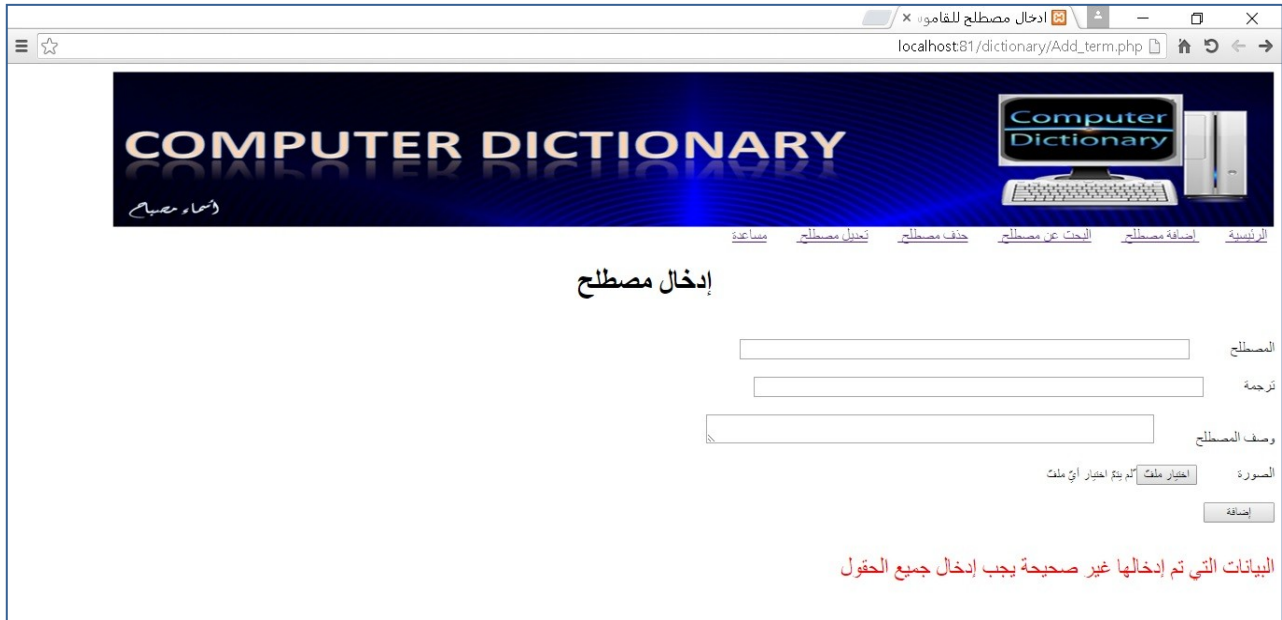 ادخال مصطلح للقامو
localhost:81/dictionary/Add_term.php
COMPUTER DICTIONARY
Computer
Dictionary
أسماء مصباح
الرئيسية إضافة مصطلح البحث عن مصطلح حذف مصطلح تعديل مصطلح مساعدة
إدخال مصطلح
المصطلح
ترجمة
وصف المصطلح
الصورة اختيار ملفّ لم يتمّ اختيار أيّ ملفّ
إضافة
البيانات التي تم إدخالها غير صحيحة يجب إدخال جميع الحقول